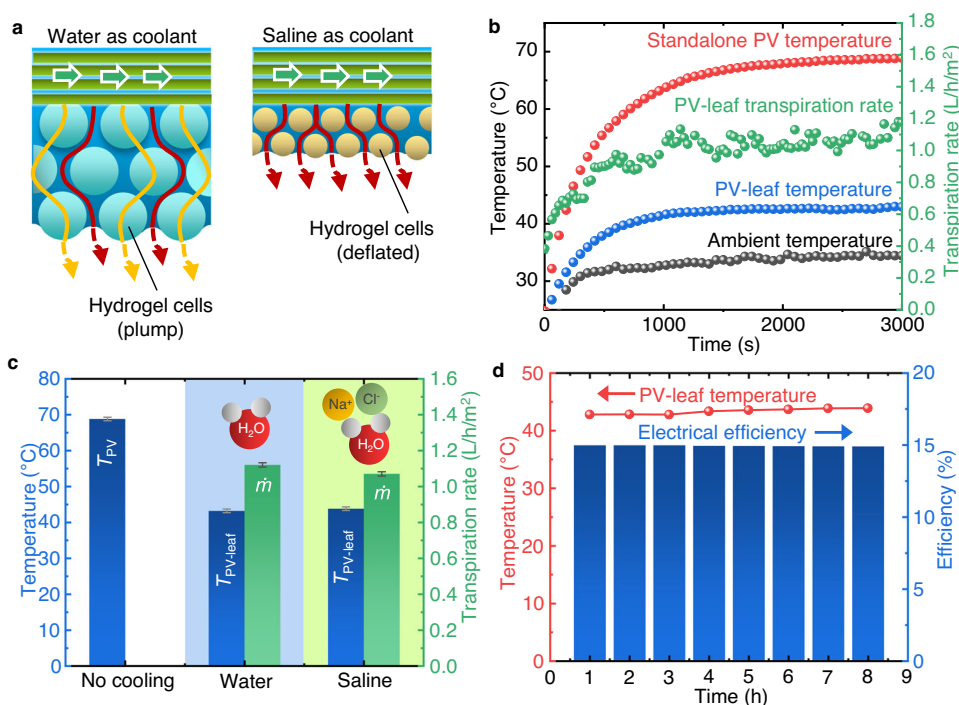 a
Water as coolant
Saline as coolant
Hydrogel cells
(plump)
Hydrogel cells
(deflated)
b
Temperature (°C)
70
60
50
40
30
Standalone PV temperature
PV-leaf transpiration rate
PV-leaf temperature
Ambient temperature
1.8
1.6
1.4
1.2
1.0
0.8
0.6
0.4
0.2
0.0
Transpiration rate (L/h/m²)
0
1000
2000
3000
Time (s)
c
Temperature (°C)
80
70
60
50
40
30
20
10
0
TPV
H₂O
TPV-leaf
ṁ
Na⁺
Cl⁻
H₂O
TPV-leaf
ṁ
1.6
1.4
1.2
1.0
0.8
0.6
0.4
0.2
0.0
Transpiration rate (L/h/m²)
No cooling
Water
Saline
d
Temperature (°C)
50
40
30
20
10
0
PV-leaf temperature
Electrical efficiency
20
15
10
5
0
Efficiency (%)
0 1 2 3 4 5 6 7 8 9
Time (h)